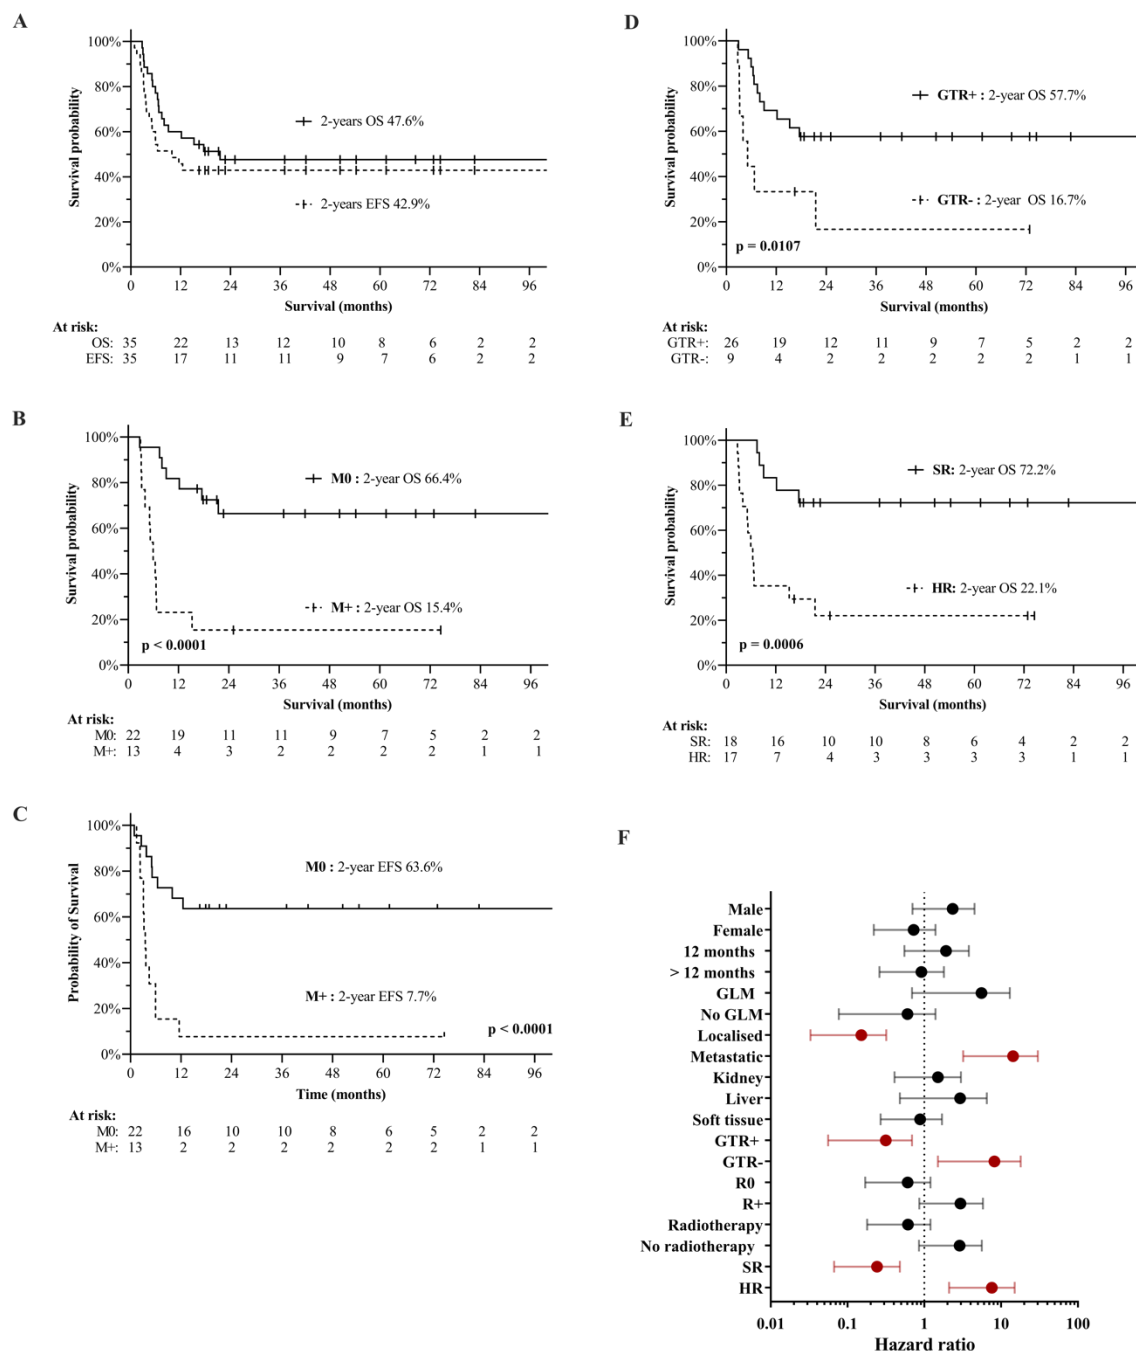 A
Survival probability
100%
80%
60%
40%
20%
0%
2-years OS 47.6%
2-years EFS 42.9%
0 12 24 36 48 60 72 84 96
Survival (months)
At risk:
OS: 35 22 13 12 10 8 6 2 2
EFS: 35 17 11 11 9 7 6 2 2
B
Survival probability
100%
80%
60%
40%
20%
0%
M0 : 2-year OS 66.4%
M+ : 2-year OS 15.4%
p < 0.0001
0 12 24 36 48 60 72 84 96
Survival (months)
At risk:
M0: 22 19 11 11 9 7 5 2 2
M+: 13 4 3 2 2 2 2 1 1
C
Probability of Survival
100%
80%
60%
40%
20%
0%
M0 : 2-year EFS 63.6%
M+ : 2-year EFS 7.7%
p < 0.0001
0 12 24 36 48 60 72 84 96
Time (months)
At risk:
M0: 22 16 10 10 8 6 5 2 2
M+: 13 2 2 2 2 2 2 1 1
D
Survival probability
100%
80%
60%
40%
20%
0%
GTR+ : 2-year OS 57.7%
GTR- : 2-year OS 16.7%
p = 0.0107
0 12 24 36 48 60 72 84 96
Survival (months)
At risk:
GTR+: 26 19 12 11 9 7 5 2 2
GTR-: 9 4 2 2 2 2 2 1 1
E
Survival probability
100%
80%
60%
40%
20%
0%
SR: 2-year OS 72.2%
HR: 2-year OS 22.1%
p = 0.0006
0 12 24 36 48 60 72 84 96
Survival (months)
At risk:
SR: 18 16 10 10 8 6 4 2 2
HR: 17 7 4 3 3 3 3 1 1
F
Male
Female
12 months
> 12 months
GLM
No GLM
Localised
Metastatic
Kidney
Liver
Soft tissue
GTR+
GTR-
R0
R+
Radiotherapy
No radiotherapy
SR
HR
0.01 0.1 1 10 100
Hazard ratio